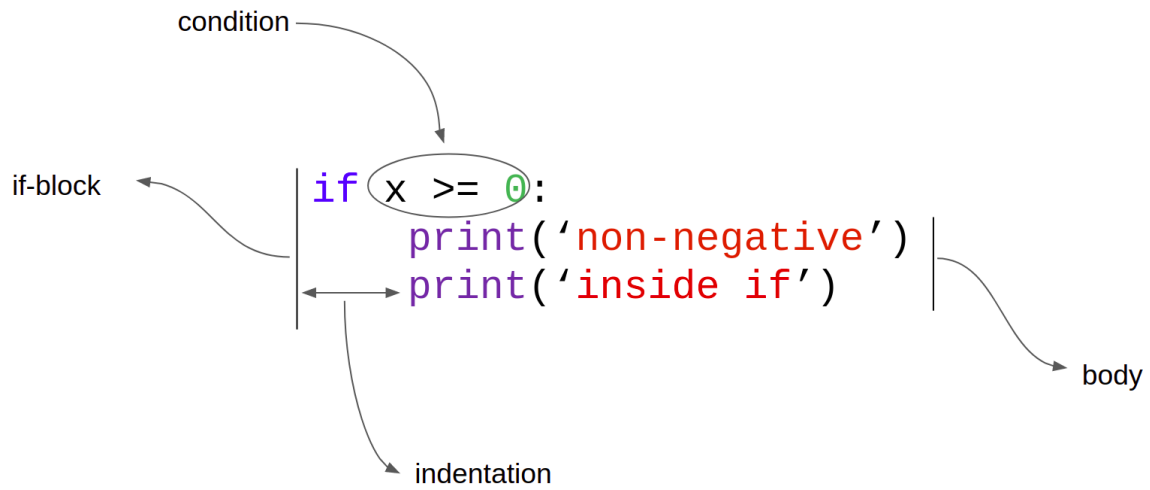 condition
if-block
if x >= 0:
print(‘non-negative’)
print(‘inside if’)
body
indentation